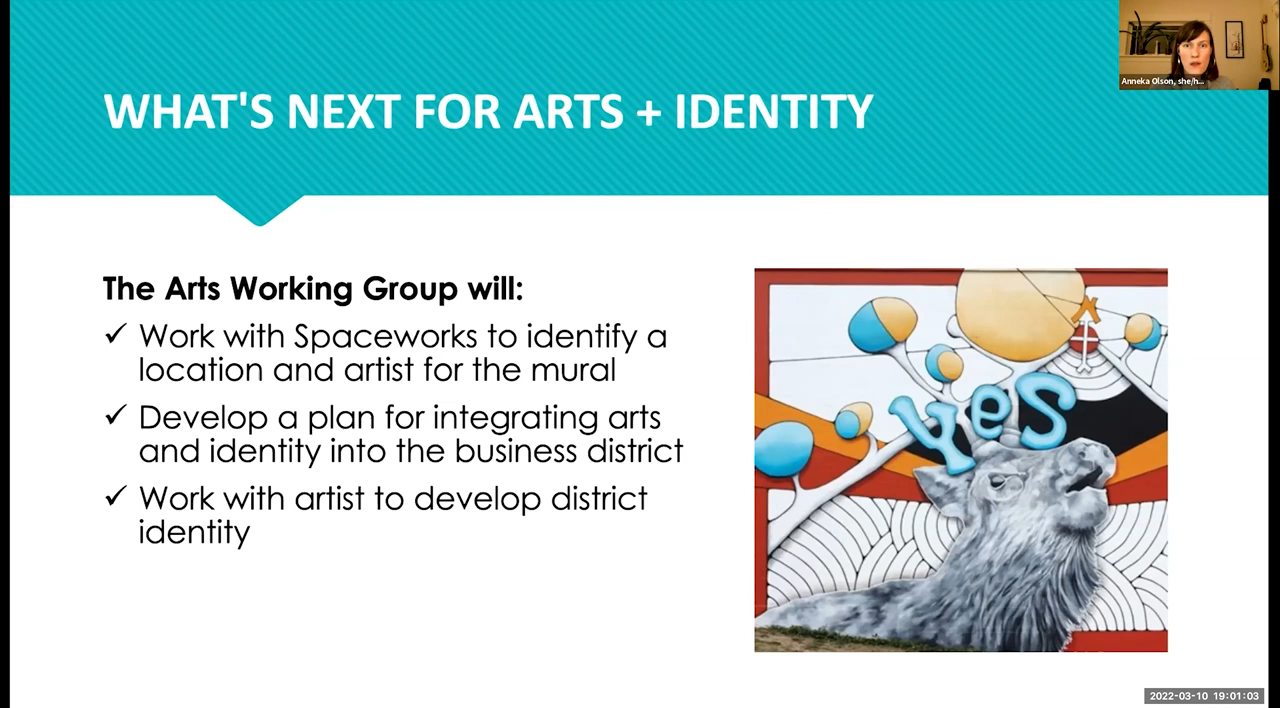 Anneka Olson, she/h...
WHAT'S NEXT FOR ARTS + IDENTITY
The Arts Working Group will:
✓ Work with Spaceworks to identify a
location and artist for the mural
✓ Develop a plan for integrating arts
and identity into the business district
✓ Work with artist to develop district
identity
yes
2022-03-10 19:01:03